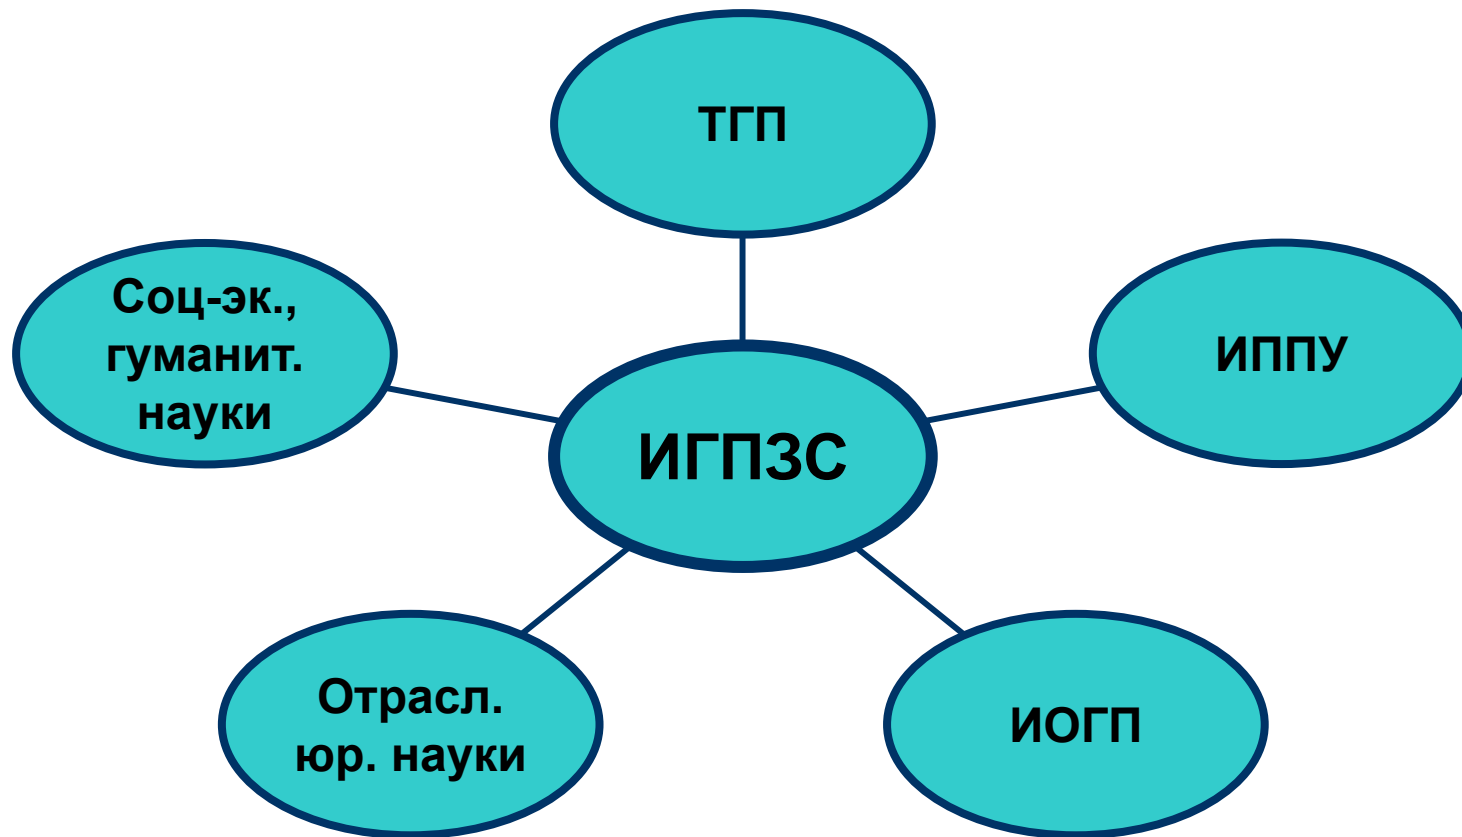 ТГП
Соц-эк.,
гуманит.
науки
ИППУ
ИГПЗС
Отрасл.
юр. науки
ИОГП